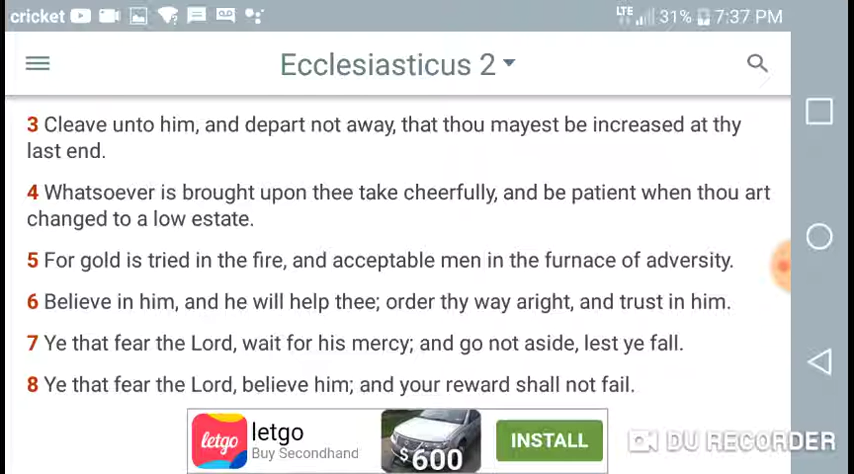 cricket LTE 31% 7:37 PM
Ecclesiasticus 2
3 Cleave unto him, and depart not away, that thou mayest be increased at thy
last end.
4 Whatsoever is brought upon thee take cheerfully, and be patient when thou art
changed to a low estate.
5 For gold is tried in the fire, and acceptable men in the furnace of adversity.
6 Believe in him, and he will help thee; order thy way aright, and trust in him.
7 Ye that fear the Lord, wait for his mercy; and go not aside, lest ye fall.
8 Ye that fear the Lord, believe him; and your reward shall not fail.
letgo
letgo
Buy Secondhand
$600
INSTALL
DU RECORDER